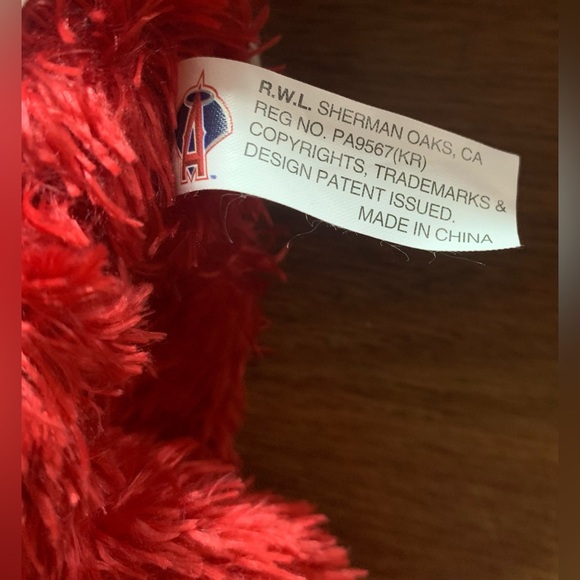 A
R.W.L. SHERMAN OAKS, CA
REG NO. PA9567(KR)
COPYRIGHTS, TRADEMARKS &
DESIGN PATENT ISSUED.
MADE IN CHINA